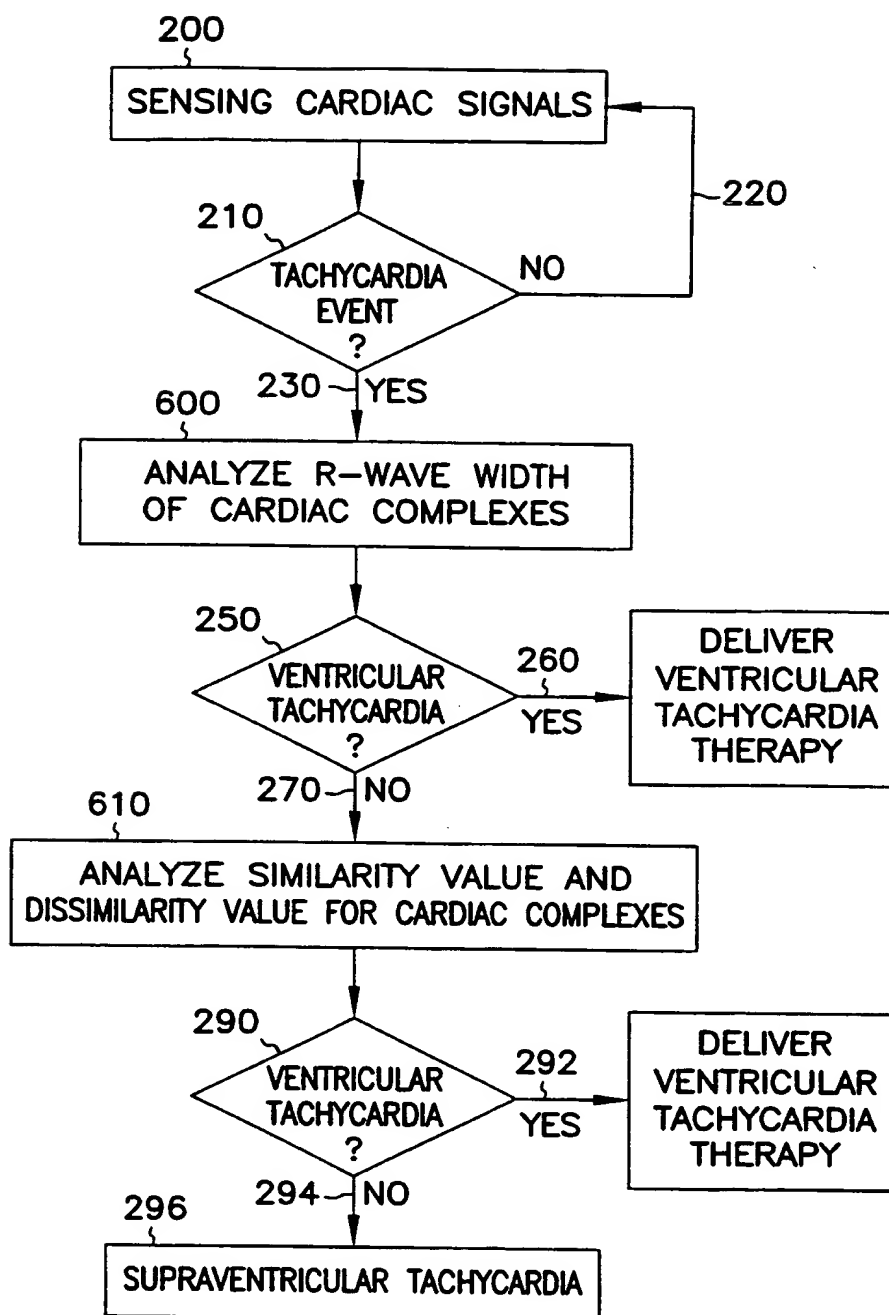 200
SENSING CARDIAC SIGNALS
220
210
TACHYCARDIA
EVENT
?
NO
230
YES
600
ANALYZE R-WAVE WIDTH
OF CARDIAC COMPLEXES
250
VENTRICULAR
TACHYCARDIA
?
260
YES
DELIVER
VENTRICULAR
TACHYCARDIA
THERAPY
270
NO
610
ANALYZE SIMILARITY VALUE AND
DISSIMILARITY VALUE FOR CARDIAC COMPLEXES
290
VENTRICULAR
TACHYCARDIA
?
292
YES
DELIVER
VENTRICULAR
TACHYCARDIA
THERAPY
294
NO
296
SUPRAVENTRICULAR TACHYCARDIA